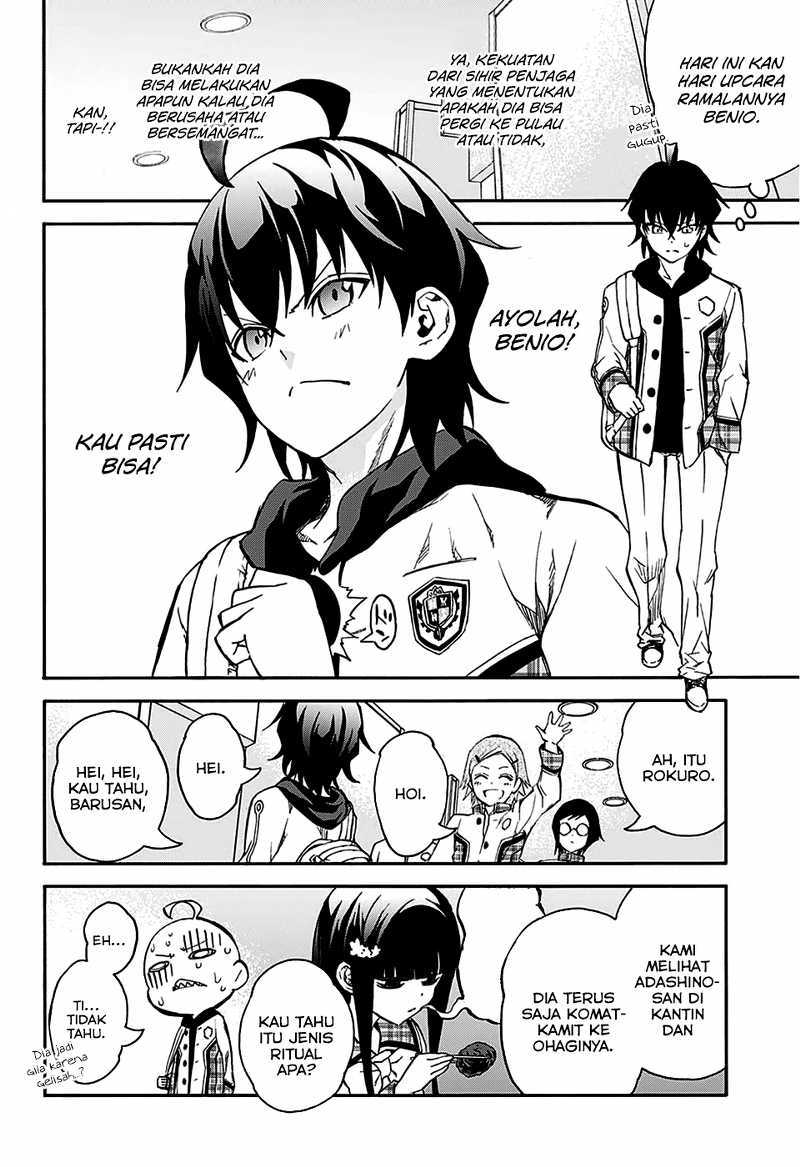 HARI INI KAN
HARI UPCARA
RAMALANNYA
BENIO.
Dia
pasti
GUGUP.
YA, KEKUATAN
DARI SIHIR PENJAGA
YANG MENENTUKAN
APAKAH DIA BISA
PERGI KE PULAU
ATAU TIDAK,
BUKANKAH DIA
BISA MELAKUKAN
APAPUN KALAU DIA
BERUSAHA ATAU
BERSEMANGAT...
KAN,
TAPI-!!
AYOLAH,
BENIO!
KAU PASTI
BISA!
AH, ITU
ROKURO.
HOI.
HEI.
HEI, HEI,
KAU TAHU,
BARUSAN,
KAMI
MELIHAT
ADASHINO-
SAN DI
KANTIN
DAN
DIA TERUS
SAJA KOMAT-
KAMIT KE
OHAGINYA.
KAU TAHU
ITU JENIS
RITUAL
APA?
EH...
TI...
TIDAK
TAHU.
Dia jadi
Gila karena
Gelisah..?